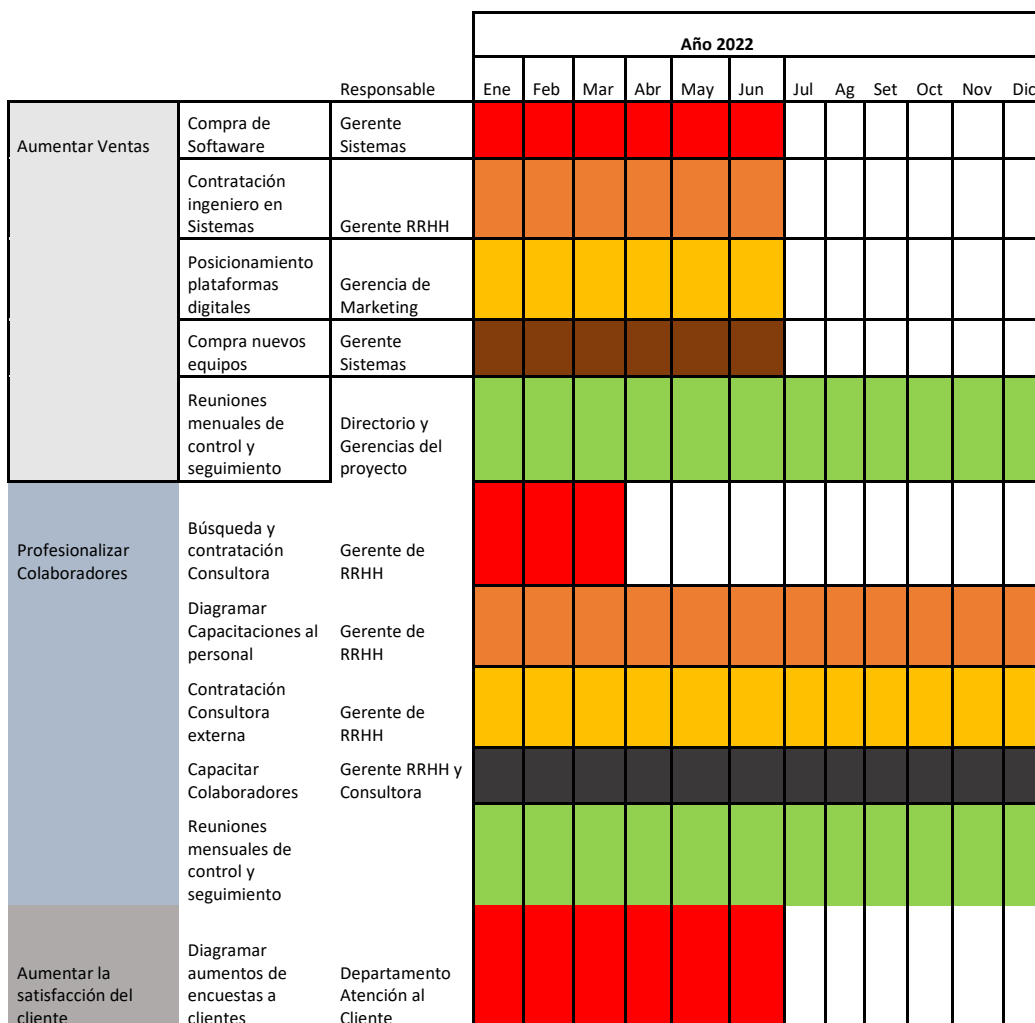 Año 2022
Responsable Ene Feb Mar Abr May Jun Jul Ag Set Oct Nov Dic
Aumentar Ventas
Compra de
Softaware
Gerente
Sistemas
Contratación
ingeniero en
Sistemas
Gerente RRHH
Posicionamiento
plataformas
digitales
Gerencia de
Marketing
Compra nuevos
equipos
Gerente
Sistemas
Reuniones
menuales de
control y
seguimiento
Directorio y
Gerencias del
proyecto
Profesionalizar
Colaboradores
Búsqueda y
contratación
Consultora
Gerente de
RRHH
Diagramar
Capacitaciones al
personal
Gerente de
RRHH
Contratación
Consultora
externa
Gerente de
RRHH
Capacitar
Colaboradores
Gerente RRHH y
Consultora
Reuniones
mensuales de
control y
seguimiento
Aumentar la
satisfacción del
cliente
Diagramar
aumentos de
encuestas a
clientes
Departamento
Atención al
Cliente